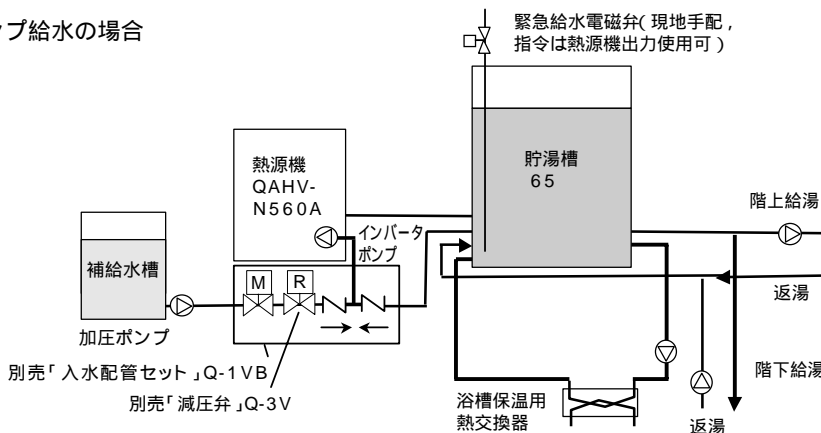 プ給水の場合
緊急給水電磁弁(現地手配,
指令は熱源機出力使用可)
熱源機
QAHV-
N560A
貯湯槽
65
階上給湯
インバータ
ポンプ
補給水槽
M
R
返湯
加圧ポンプ
別売「入水配管セット」Q-1VB
別売「減圧弁」Q-3V
浴槽保温用
熱交換器
階下給湯
返湯